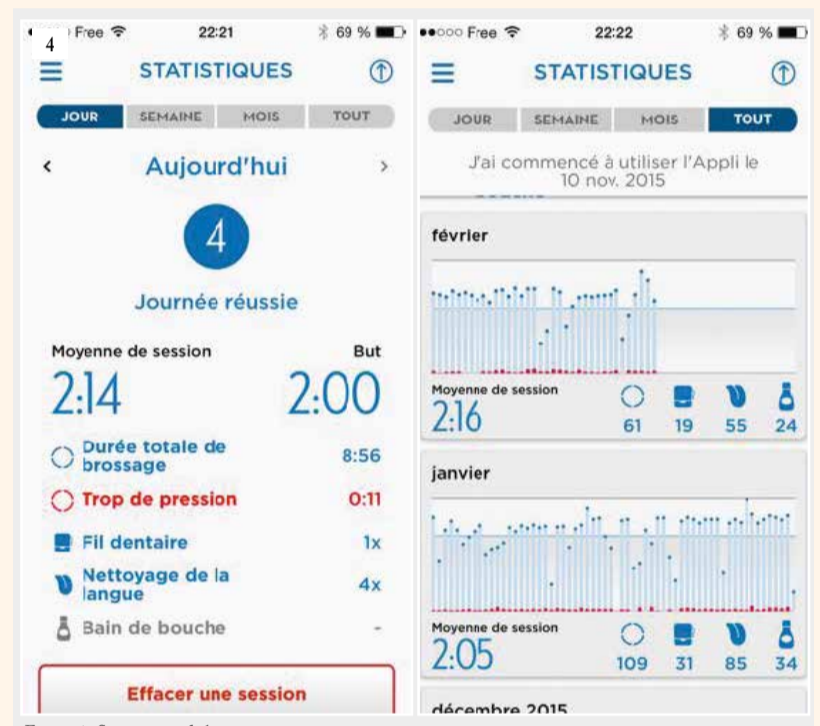 4
Free 22:21 69 %
STATISTIQUES
JOUR SEMAINE MOIS TOUT
< Aujourd'hui >
4
Journée réussie
Moyenne de session But
2:14 2:00
Durée totale de
brossage 8:56
Trop de pression 0:11
Fil dentaire 1x
Nettoyage de la
langue 4x
Bain de bouche -
Effacer une session
Free 22:22 69 %
STATISTIQUES
JOUR SEMAINE MOIS TOUT
J'ai commencé à utiliser l'Appli le
10 nov. 2015
février
Moyenne de session
2:16 61 19 55 24
janvier
Moyenne de session
2:05 109 31 85 34
décembre 2015